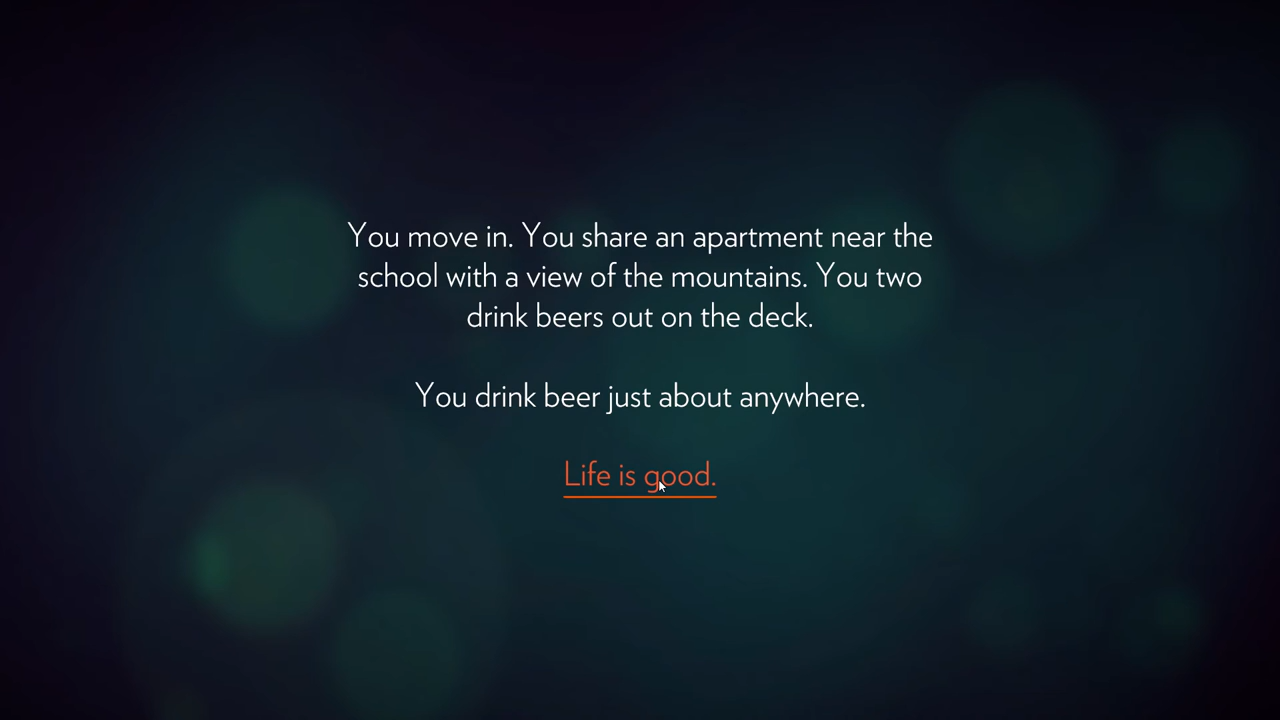 You move in. You share an apartment near the
school with a view of the mountains. You two
drink beers out on the deck.
You drink beer just about anywhere.
Life is good.